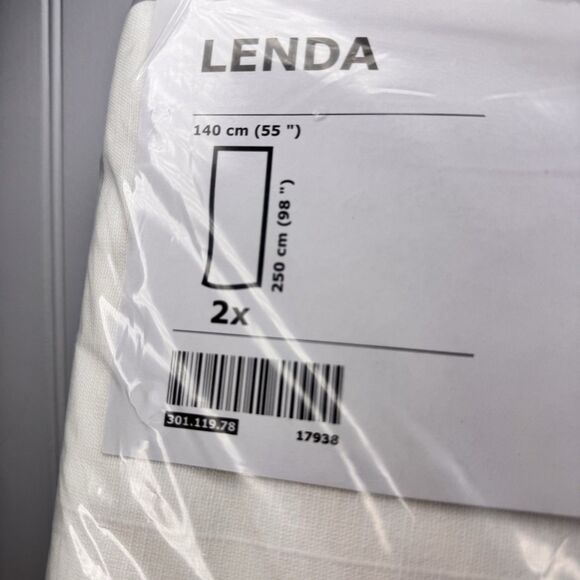 LENDA
140 cm (55 ")
250 cm (98 ")
2x
301.119.78
17938